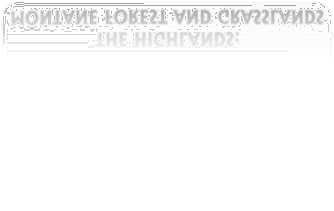 THE HIGHLANDS:
MONTANE FOREST AND GRASSLANDS